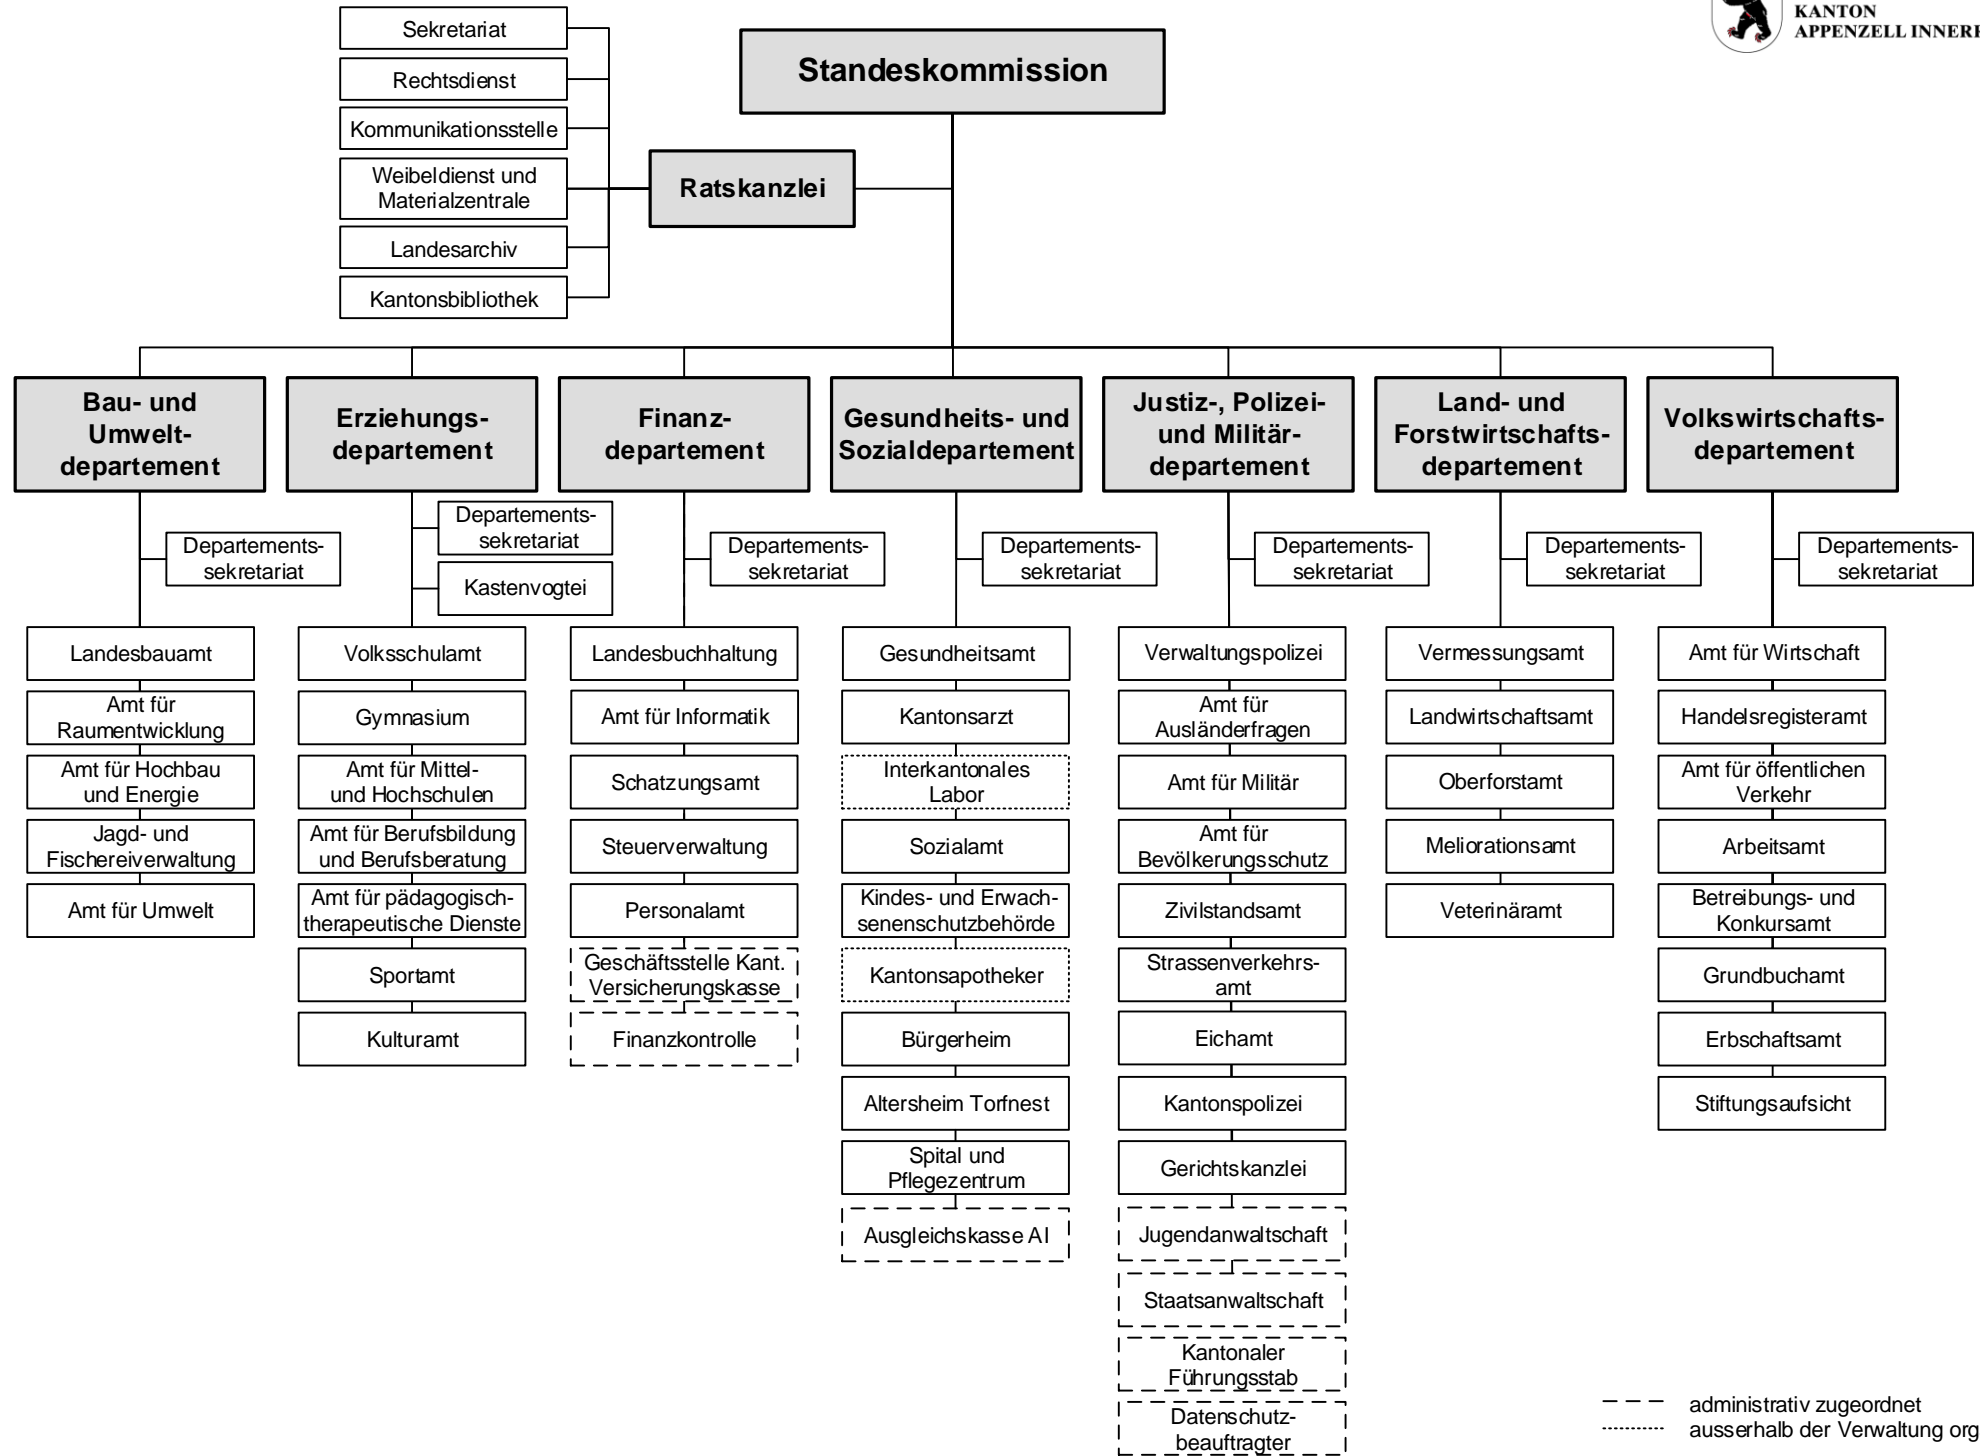 KANTON
APPENZELL INNER
Sekretariat
Rechtsdienst
Kommunikationsstelle
Weibeldienst und
Materialzentrale
Landesarchiv
Kantonsbibliothek
Standeskommission
Ratskanzlei
Bau- und
Umwelt-
departement
Departements-
sekretariat
Landesbauamt
Amt für
Raumentwicklung
Amt für Hochbau
und Energie
Jagd- und
Fischereiverwaltung
Amt für Umwelt
Erziehungs-
departement
Departements-
sekretariat
Kastenvogtei
Volksschulamt
Gymnasium
Amt für Mittel-
und Hochschulen
Amt für Berufsbildung
und Berufsberatung
Amt für pädagogisch-
therapeutische Dienste
Sportamt
Kulturamt
Finanz-
departement
Departements-
sekretariat
Landesbuchhaltung
Amt für Informatik
Schatzungsamt
Steuerverwaltung
Personalamt
Geschäftsstelle Kant.
Versicherungskasse
Finanzkontrolle
Gesundheits- und
Sozialdepartement
Departements-
sekretariat
Gesundheitsamt
Kantonsarzt
Interkantonales
Labor
Sozialamt
Kindes- und Erwach-
senenschutzbehörde
Kantonsapotheker
Bürgerheim
Altersheim Torfnest
Spital und
Pflegezentrum
Ausgleichskasse AI
Justiz-, Polizei-
und Militär-
departement
Departements-
sekretariat
Verwaltungspolizei
Amt für
Ausländerfragen
Amt für Militär
Amt für
Bevölkerungsschutz
Zivilstandsamt
Strassenverkehrs-
amt
Eichamt
Kantonspolizei
Gerichtskanzlei
Jugendanwaltschaft
Staatsanwaltschaft
Kantonaler
Führungsstab
Datenschutz-
beauftragter
Land- und
Forstwirtschafts-
departement
Departements-
sekretariat
Vermessungsamt
Landwirtschaftsamt
Oberforstamt
Meliorationsamt
Veterinäramt
Volkswirtschafts-
departement
Departements-
sekretariat
Amt für Wirtschaft
Handelsregisteramt
Amt für öffentlichen
Verkehr
Arbeitsamt
Betreibungs- und
Konkursamt
Grundbuchamt
Erbschaftsamt
Stiftungsaufsicht
administrativ zugeordnet
ausserhalb der Verwaltung org